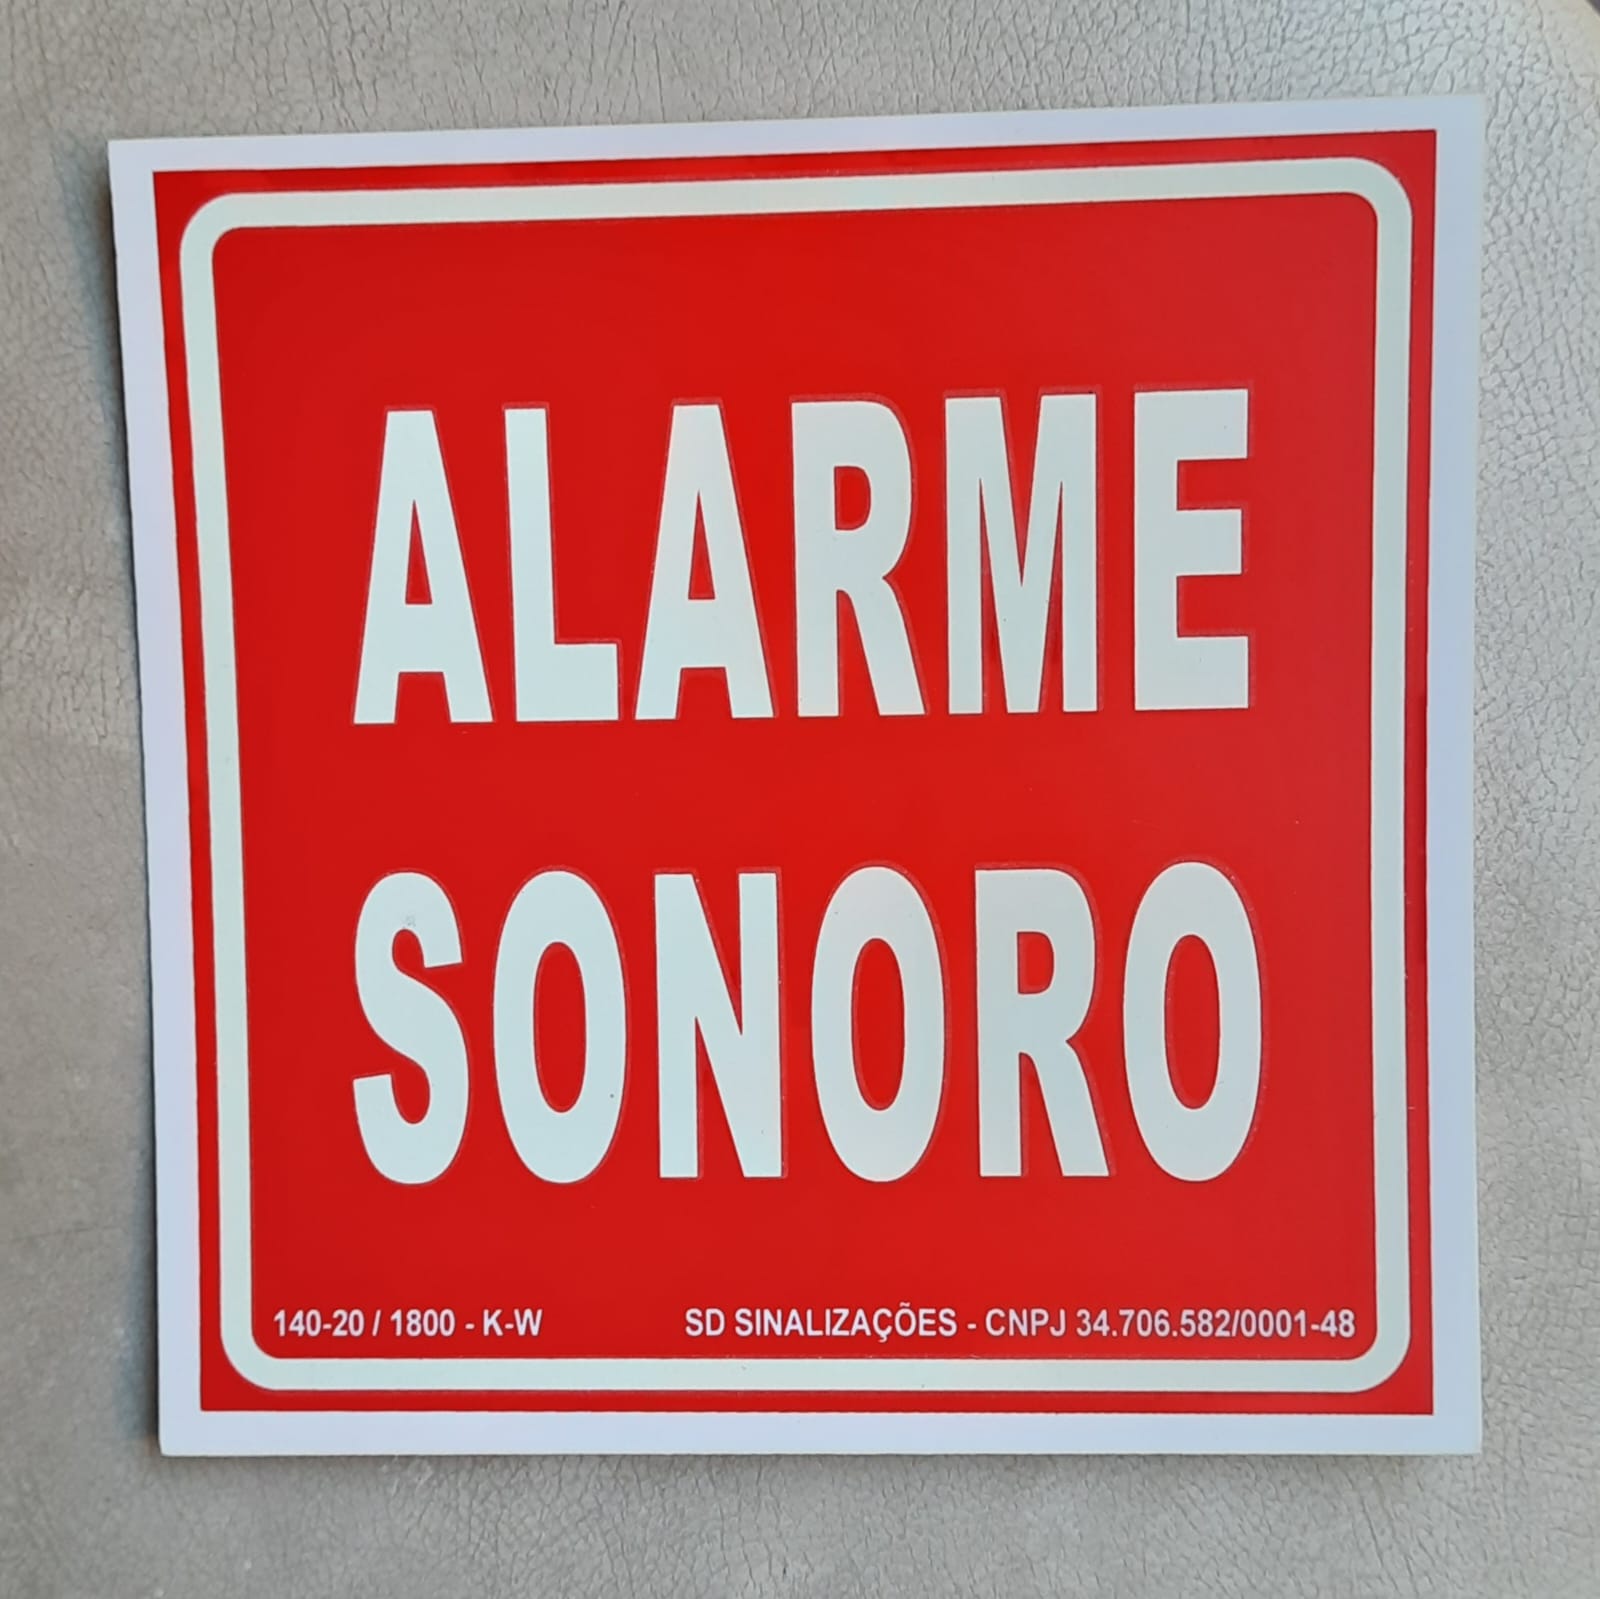 ALARME
SONORO
140-20 / 1800 - K-W SD SINALIZAÇÕES - CNPJ 34.706.582/0001-48